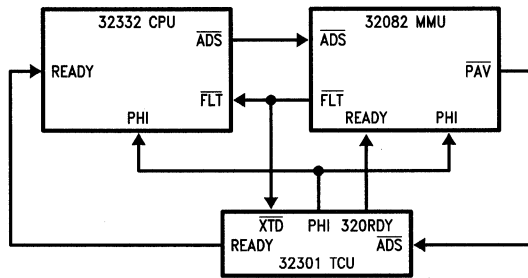 32332 CPU
ADS
READY
FLT
PHI
32082 MMU
ADS
PAV
FLT
READY
PHI
XTD
PHI
320RDY
READY
ADS
32301 TCU